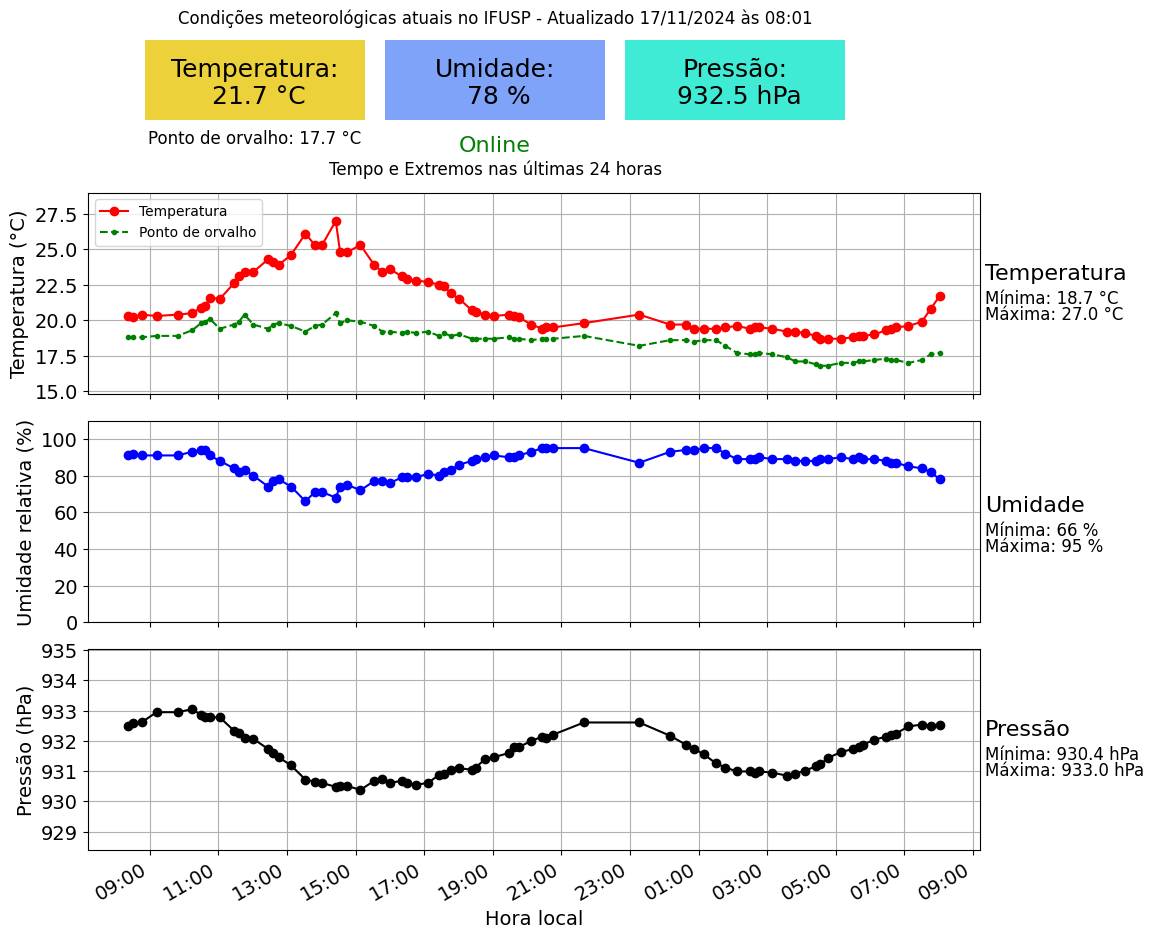 Condições meteorológicas atuais no IFUSP - Atualizado 17/11/2024 às 08:01
Temperatura:
21.7 °C
Umidade:
78 %
Pressão:
932.5 hPa
Ponto de orvalho: 17.7 °C
Online
Tempo e Extremos nas últimas 24 horas
Temperatura (°C)
27.5
25.0
22.5
20.0
17.5
15.0
Temperatura
Ponto de orvalho
Temperatura
Mínima: 18.7 °C
Máxima: 27.0 °C
Umidade relativa (%)
100
80
60
40
20
0
Umidade
Mínima: 66 %
Máxima: 95 %
Pressão (hPa)
935
934
933
932
931
930
929
Pressão
Mínima: 930.4 hPa
Máxima: 933.0 hPa
09:00 11:00 13:00 15:00 17:00 19:00 21:00 23:00 01:00 03:00 05:00 07:00 09:00
Hora local